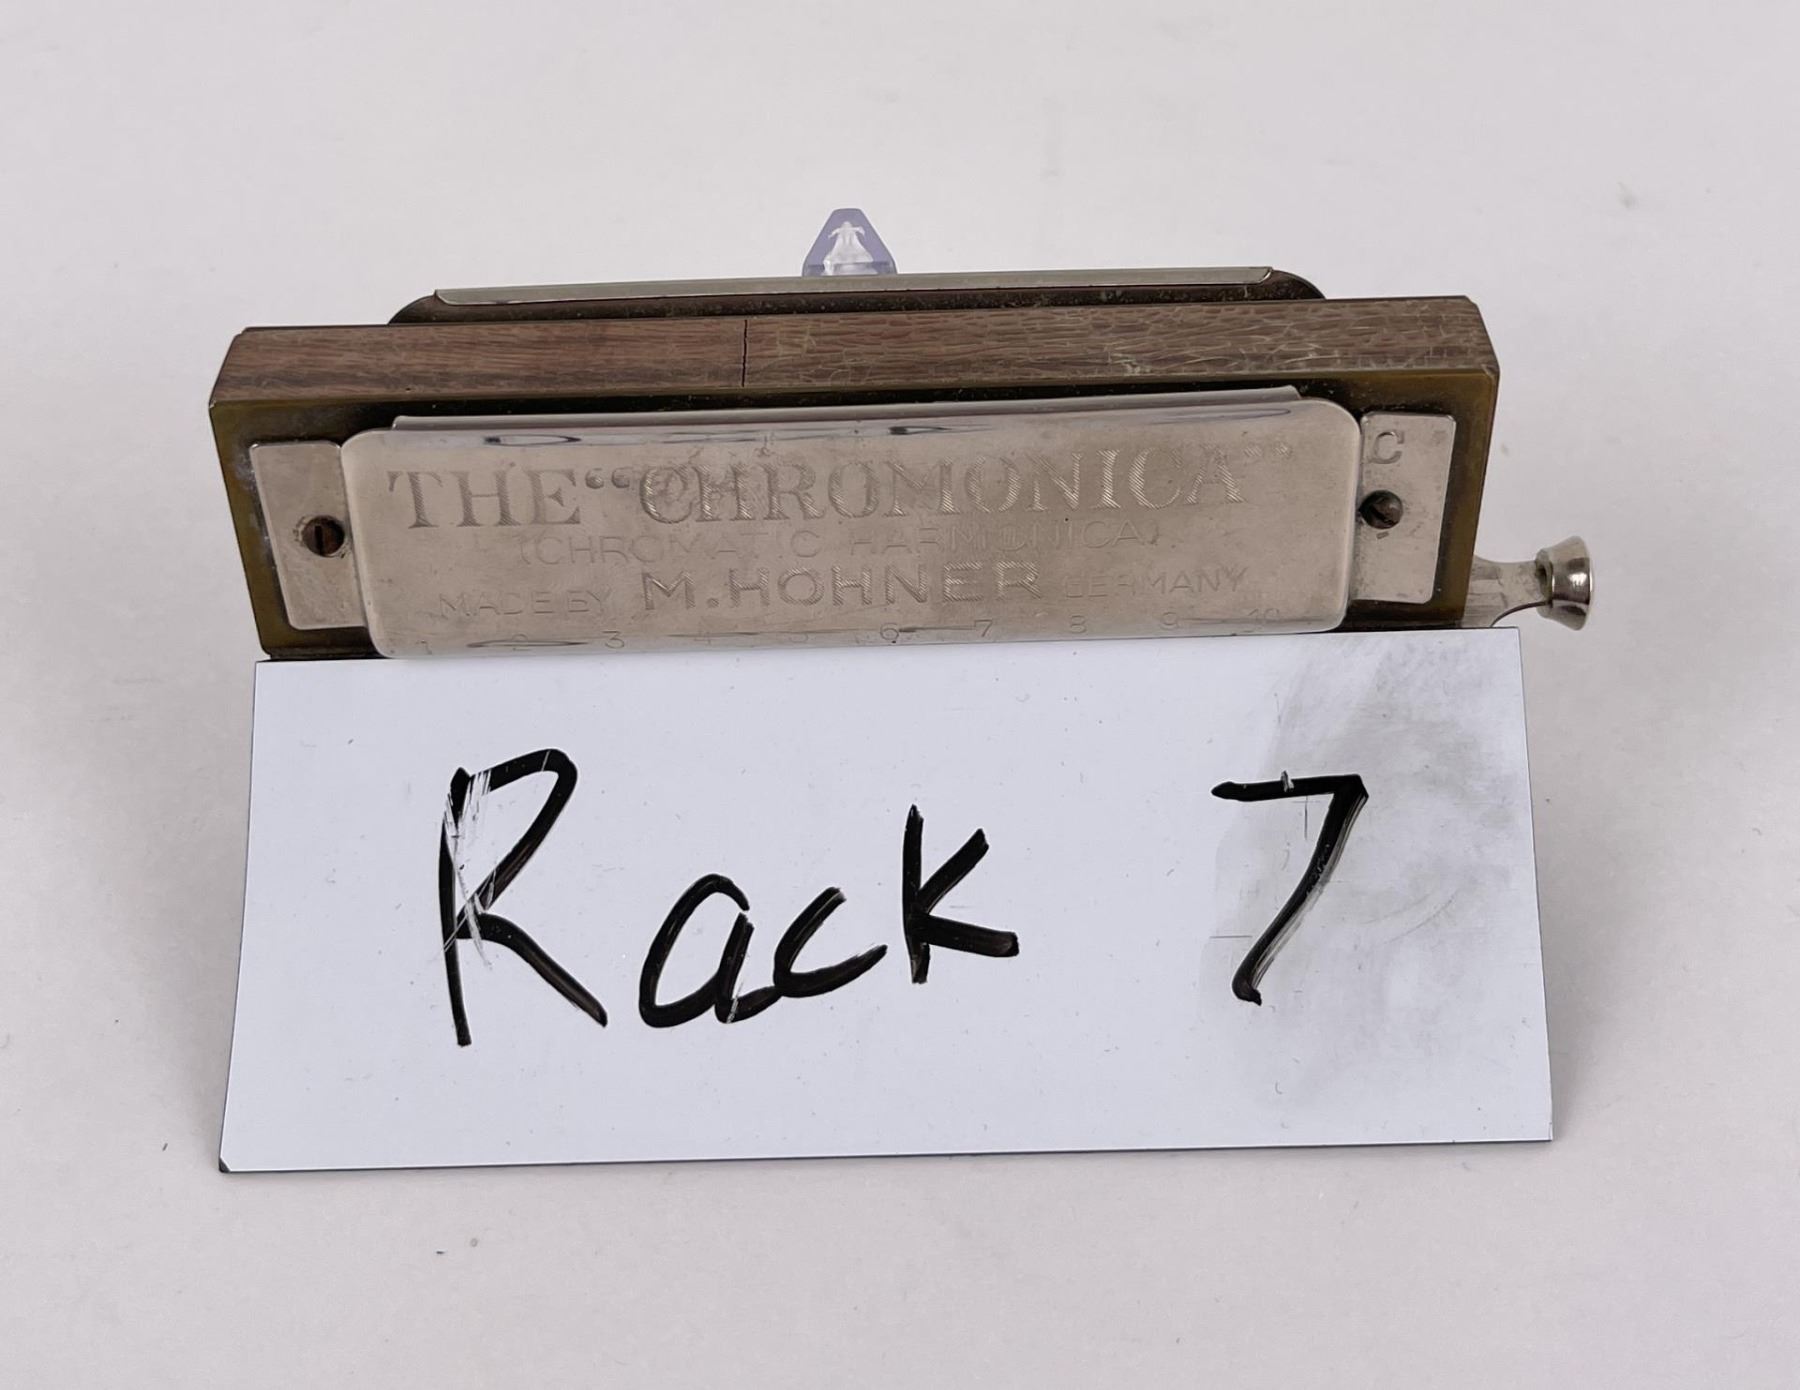 C
THE “CHROMONICA”
(CHROMATIC HARMONICA)
MADE BY M. HOHNER GERMANY
1 2 3 4 5 6 7 8 9 10
Rack 7